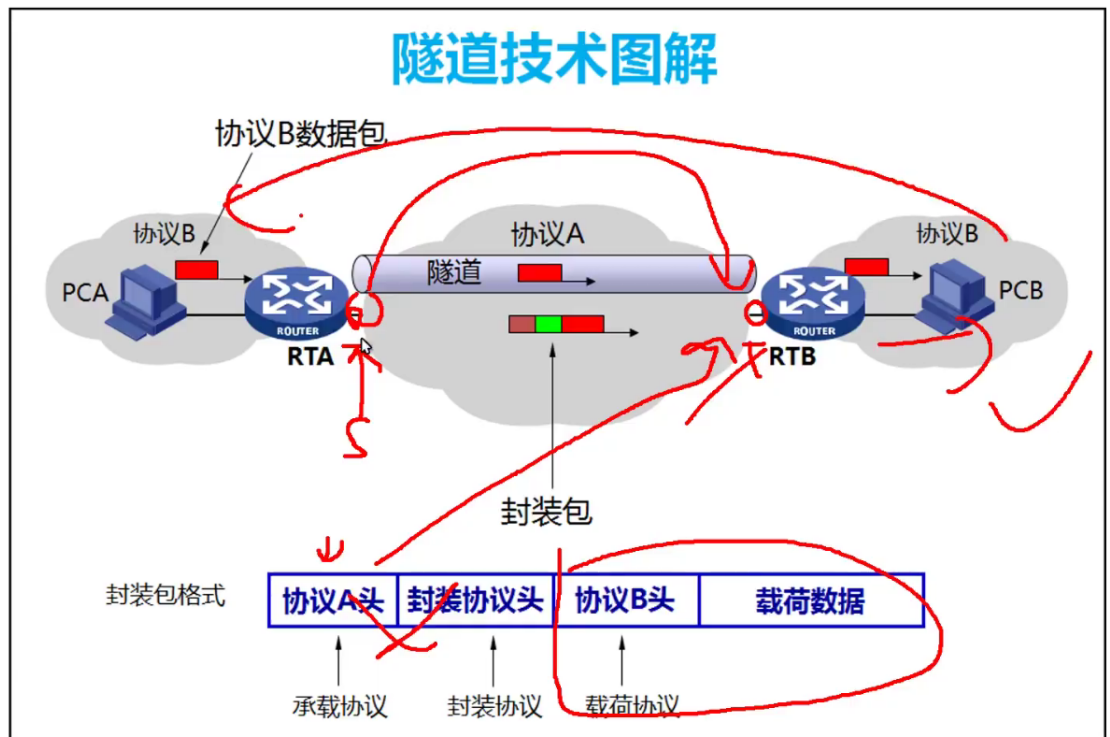 隧道技术图解
协议B数据包
协议B
协议A
协议B
隧道
PCA
PCB
ROUTER
ROUTER
RTA
RTB
封装包
封装包格式
协议A头 封装协议头 协议B头 载荷数据
承载协议 封装协议 载荷协议